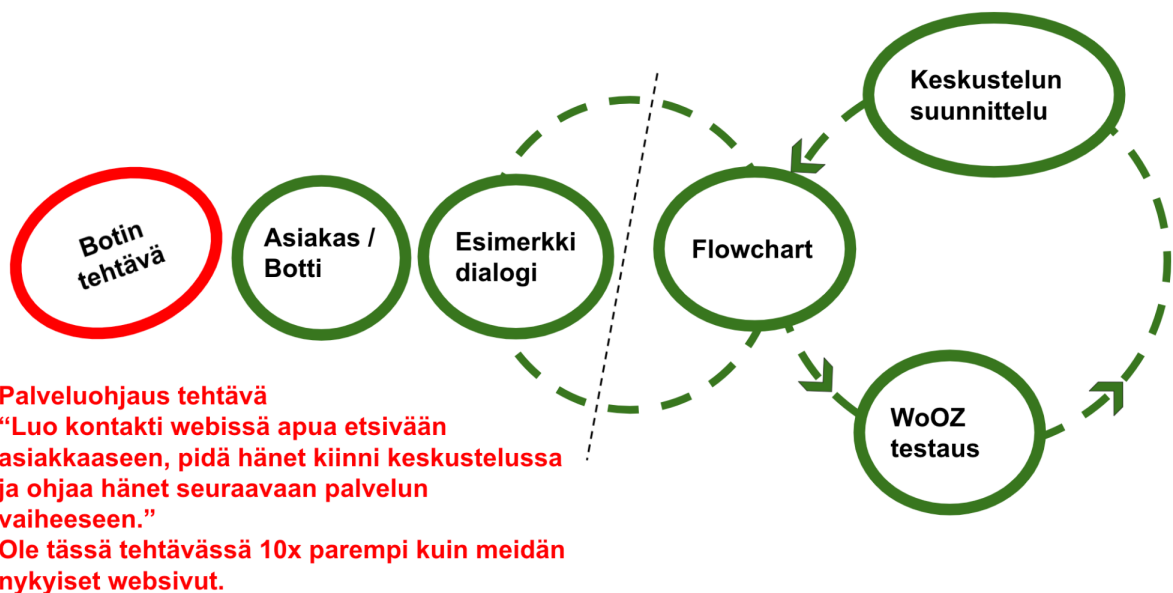 Keskustelun
suunnittelu
Botin
tehtävä
Asiakas /
Botti
Esimerkki
dialogi
Flowchart
WoOZ
testaus
Palveluohjaus tehtävä
“Luo kontakti webissä apua etsivään
asiakkaaseen, pidä hänet kiinni keskustelussa
ja ohjaa hänet seuraavaan palvelun
vaiheeseen.”
Ole tässä tehtävässä 10x parempi kuin meidän
nykyiset websivut.